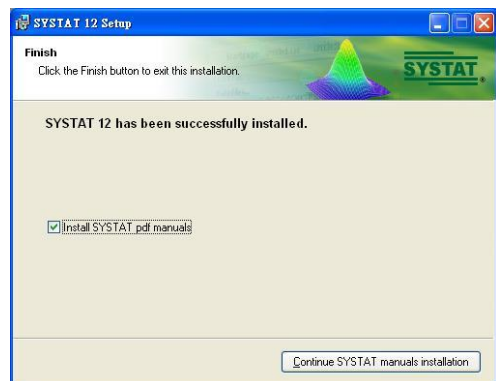 SYSTAT 12 Setup
Finish
Click the Finish button to exit this installation.
SYSTAT
SYSTAT 12 has been successfully installed.
Install SYSTAT pdf manuals
Continue SYSTAT manuals installation